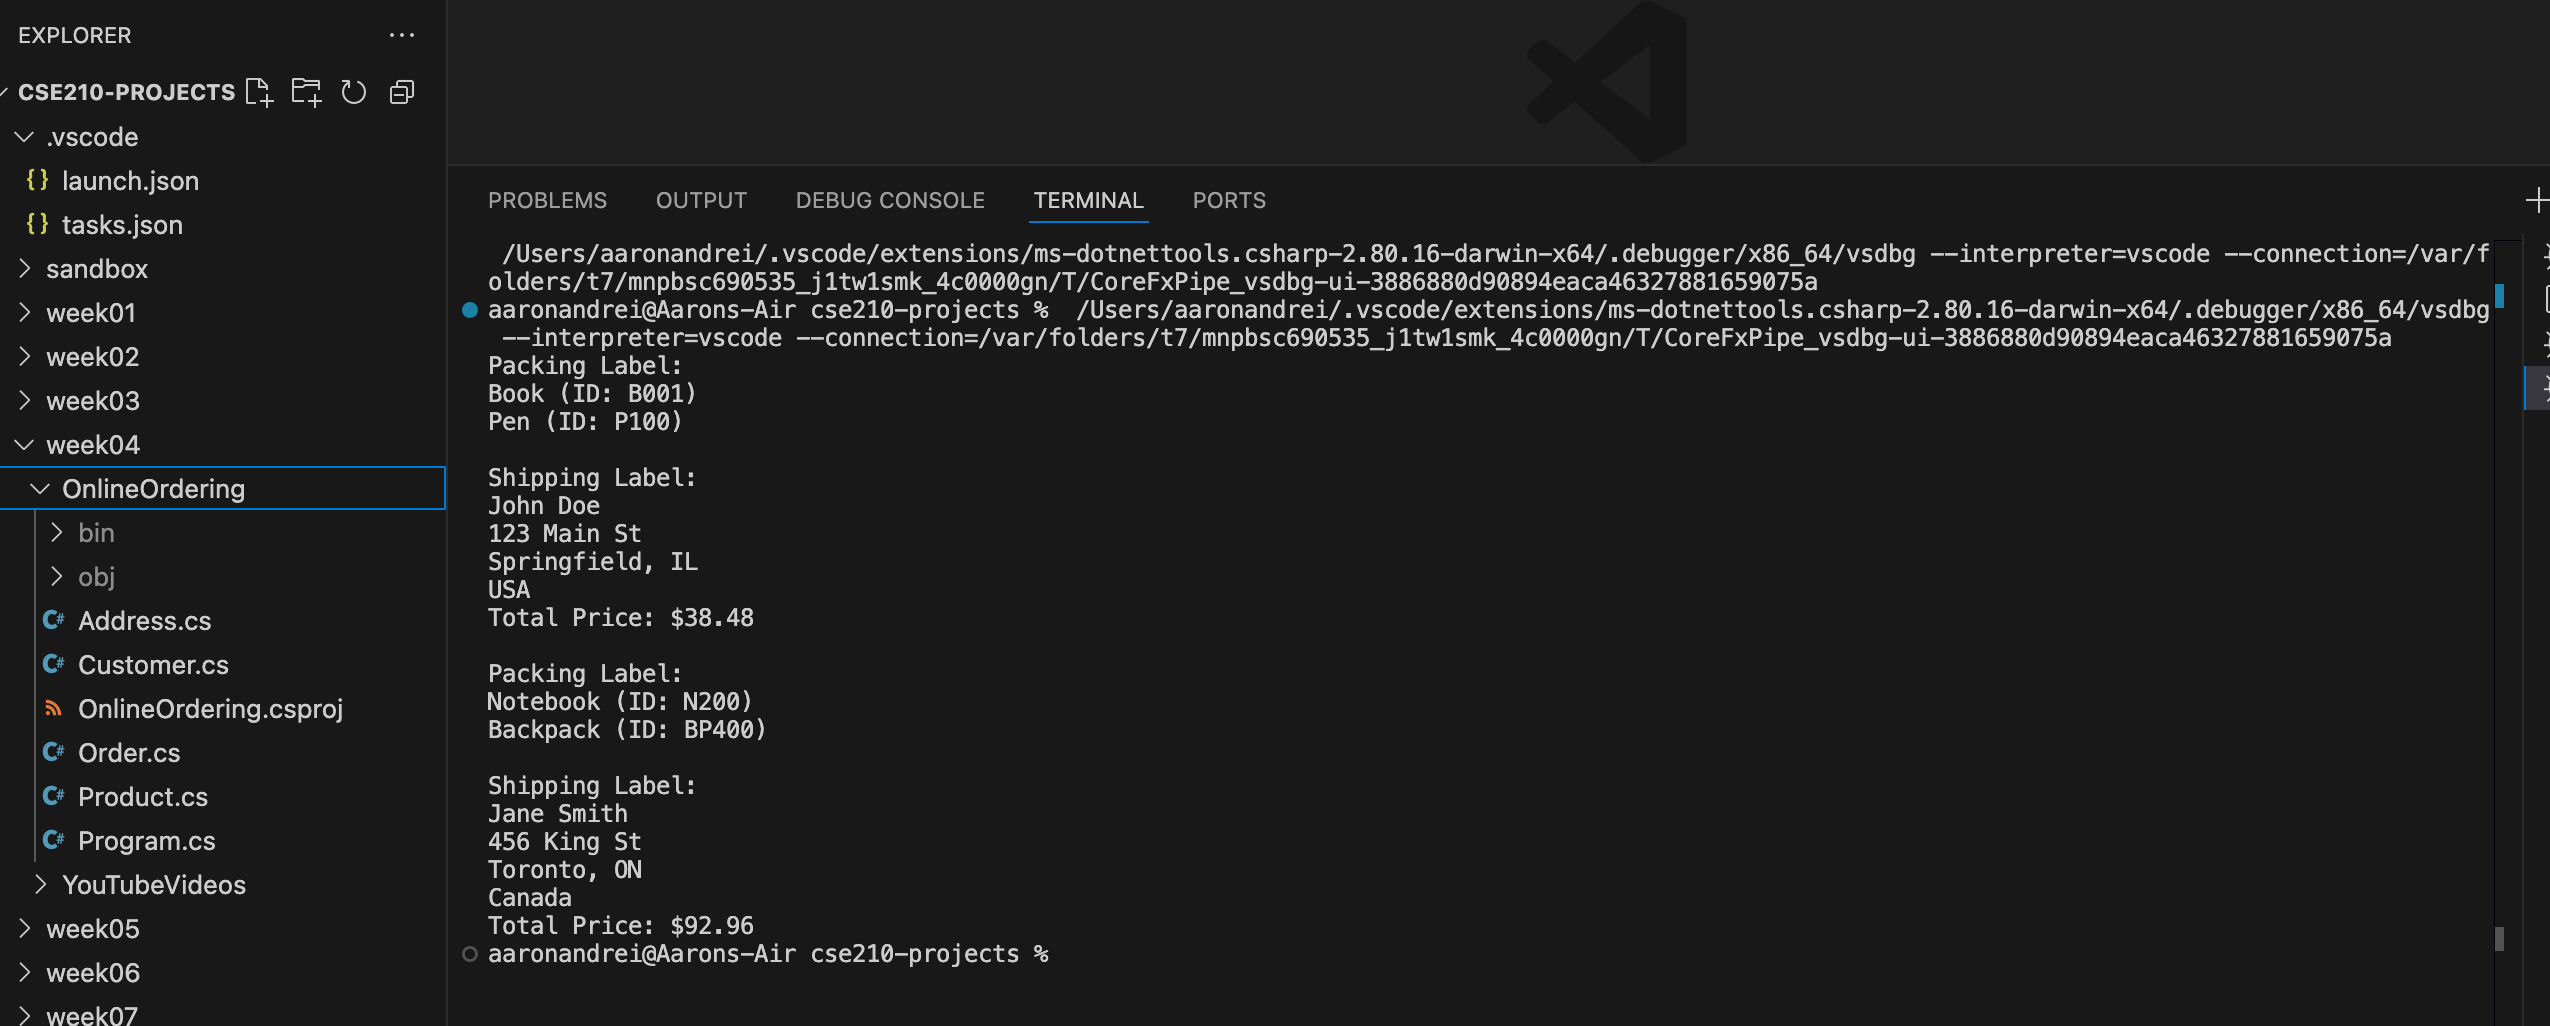 EXPLORER
CSE210-PROJECTS
.vscode
{} launch.json
{} tasks.json
sandbox
week01
week02
week03
week04
OnlineOrdering
bin
obj
C# Address.cs
C# Customer.cs
OnlineOrdering.csproj
C# Order.cs
C# Product.cs
C# Program.cs
YouTubeVideos
week05
week06
week07
PROBLEMS OUTPUT DEBUG CONSOLE TERMINAL PORTS
/Users/aaronandrei/.vscode/extensions/ms-dotnettools.csharp-2.80.16-darwin-x64/.debugger/x86_64/vsdbg --interpreter=vscode --connection=/var/f
olders/t7/mnpbsc690535_j1tw1smk_4c0000gn/T/CoreFxPipe_vsdbg-ui-3886880d90894eaca46327881659075a
aaronandrei@Aarons-Air cse210-projects % /Users/aaronandrei/.vscode/extensions/ms-dotnettools.csharp-2.80.16-darwin-x64/.debugger/x86_64/vsdbg
--interpreter=vscode --connection=/var/folders/t7/mnpbsc690535_j1tw1smk_4c0000gn/T/CoreFxPipe_vsdbg-ui-3886880d90894eaca46327881659075a
Packing Label:
Book (ID: B001)
Pen (ID: P100)
Shipping Label:
John Doe
123 Main St
Springfield, IL
USA
Total Price: $38.48
Packing Label:
Notebook (ID: N200)
Backpack (ID: BP400)
Shipping Label:
Jane Smith
456 King St
Toronto, ON
Canada
Total Price: $92.96
aaronandrei@Aarons-Air cse210-projects %